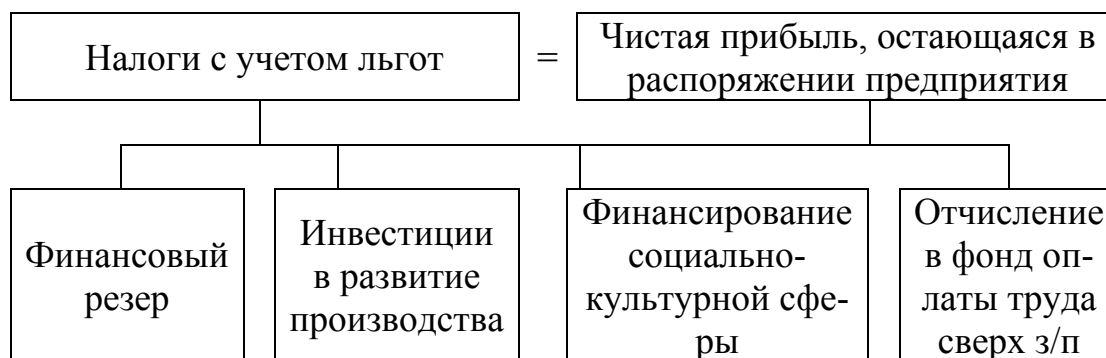 Налоги с учетом льгот
=
Чистая прибыль, остающаяся в
распоряжении предприятия
Финансовый
резер
Инвестиции
в развитие
производства
Финансирование
социально-
культурной сфе-
ры
Отчисление
в фонд оп-
латы труда
сверх з/п